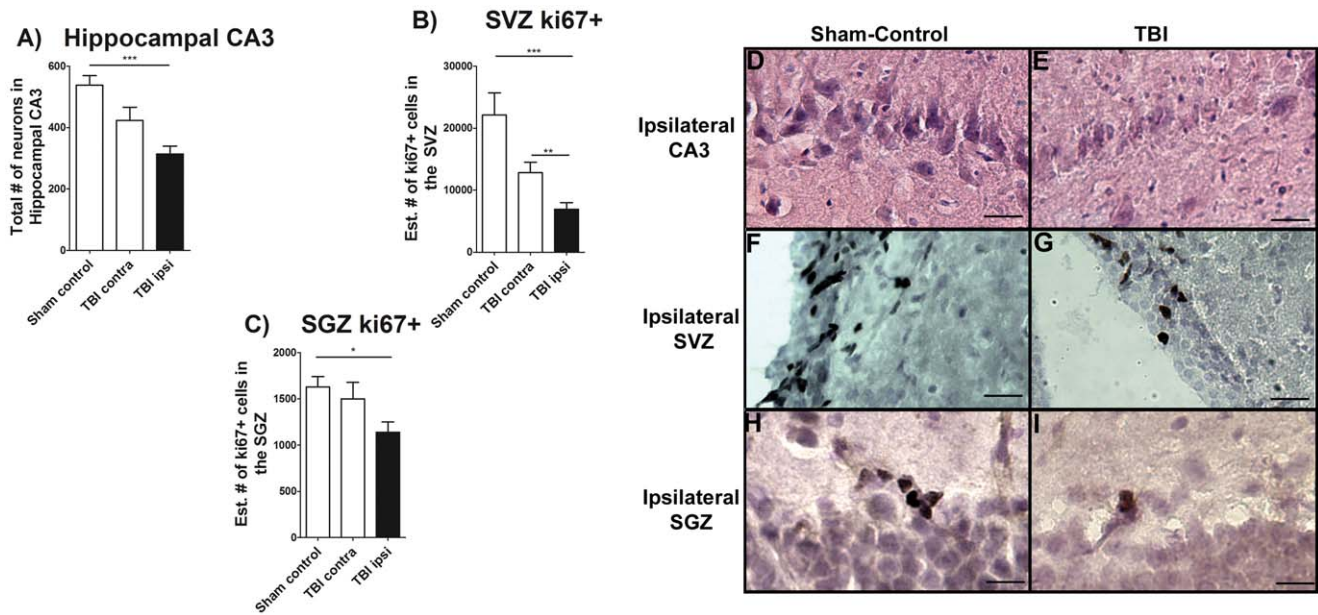 A) Hippocampal CA3
***
Total # of neurons in
Hippocampal CA3
600
400
200
0
Sham control
TBI contra
TBI ipsi
B) SVZ ki67+
***
**
Est. # of ki67+ cells in
the SVZ
30000
20000
10000
0
Sham control
TBI contra
TBI ipsi
C) SGZ ki67+
*
Est. # of ki67+ cells in
the SGZ
2000
1500
1000
500
0
Sham control
TBI contra
TBI ipsi
Sham-Control
TBI
Ipsilateral
CA3
D
E
Ipsilateral
SVZ
F
G
Ipsilateral
SGZ
H
I